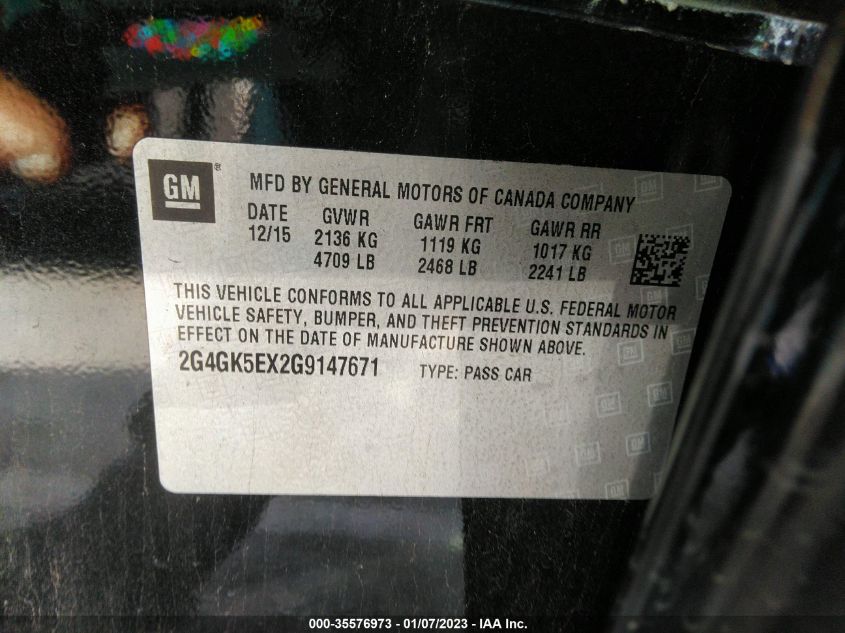 GM ®
MFD BY GENERAL MOTORS OF CANADA COMPANY
DATE GVWR GAWR FRT GAWR RR
12/15 2136 KG 1119 KG 1017 KG
4709 LB 2468 LB 2241 LB
THIS VEHICLE CONFORMS TO ALL APPLICABLE U.S. FEDERAL MOTOR
VEHICLE SAFETY, BUMPER, AND THEFT PREVENTION STANDARDS IN
EFFECT ON THE DATE OF MANUFACTURE SHOWN ABOVE.
2G4GK5EX2G9147671 TYPE: PASS CAR
000-35576973 - 01/07/2023 - IAA Inc.